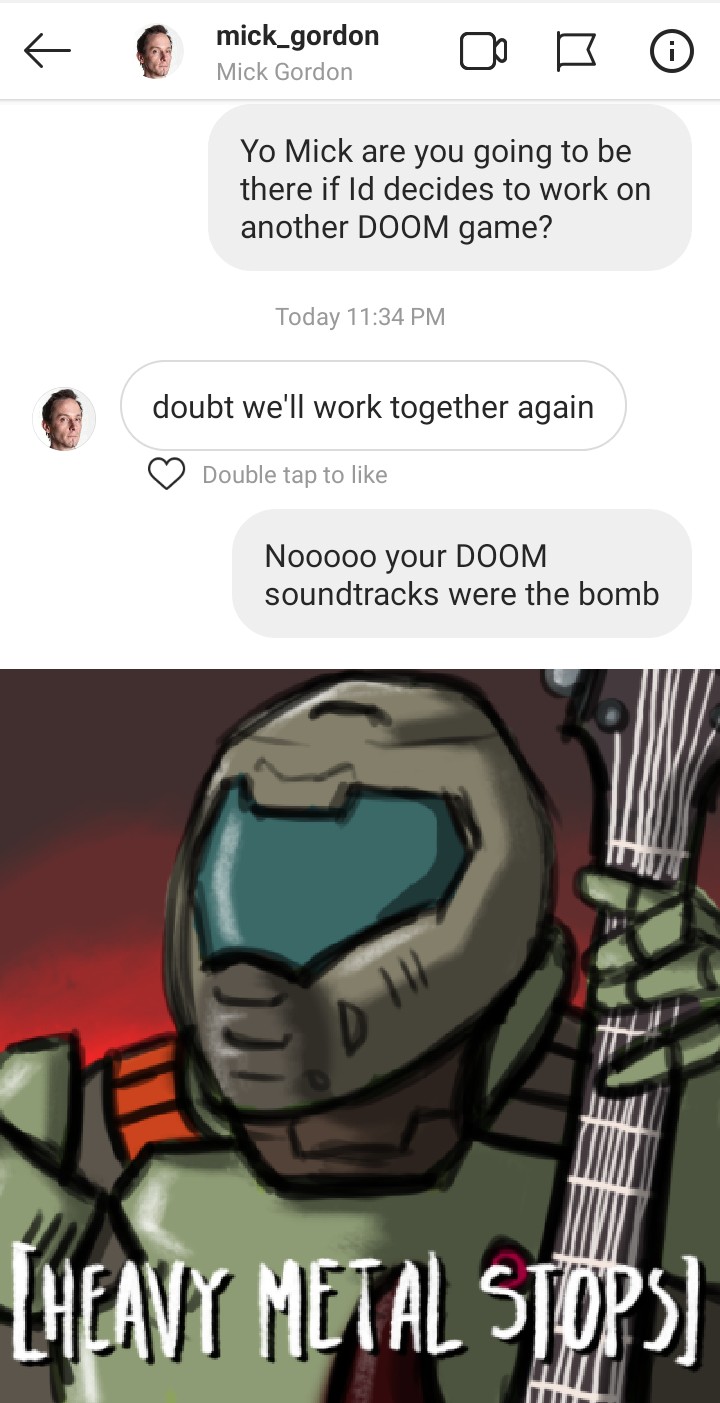 mick_gordon
Mick Gordon
Yo Mick are you going to be
there if Id decides to work on
another DOOM game?
Today 11:34 PM
doubt we'll work together again
Double tap to like
Nooooo your DOOM
soundtracks were the bomb
[HEAVY METAL STOPS]